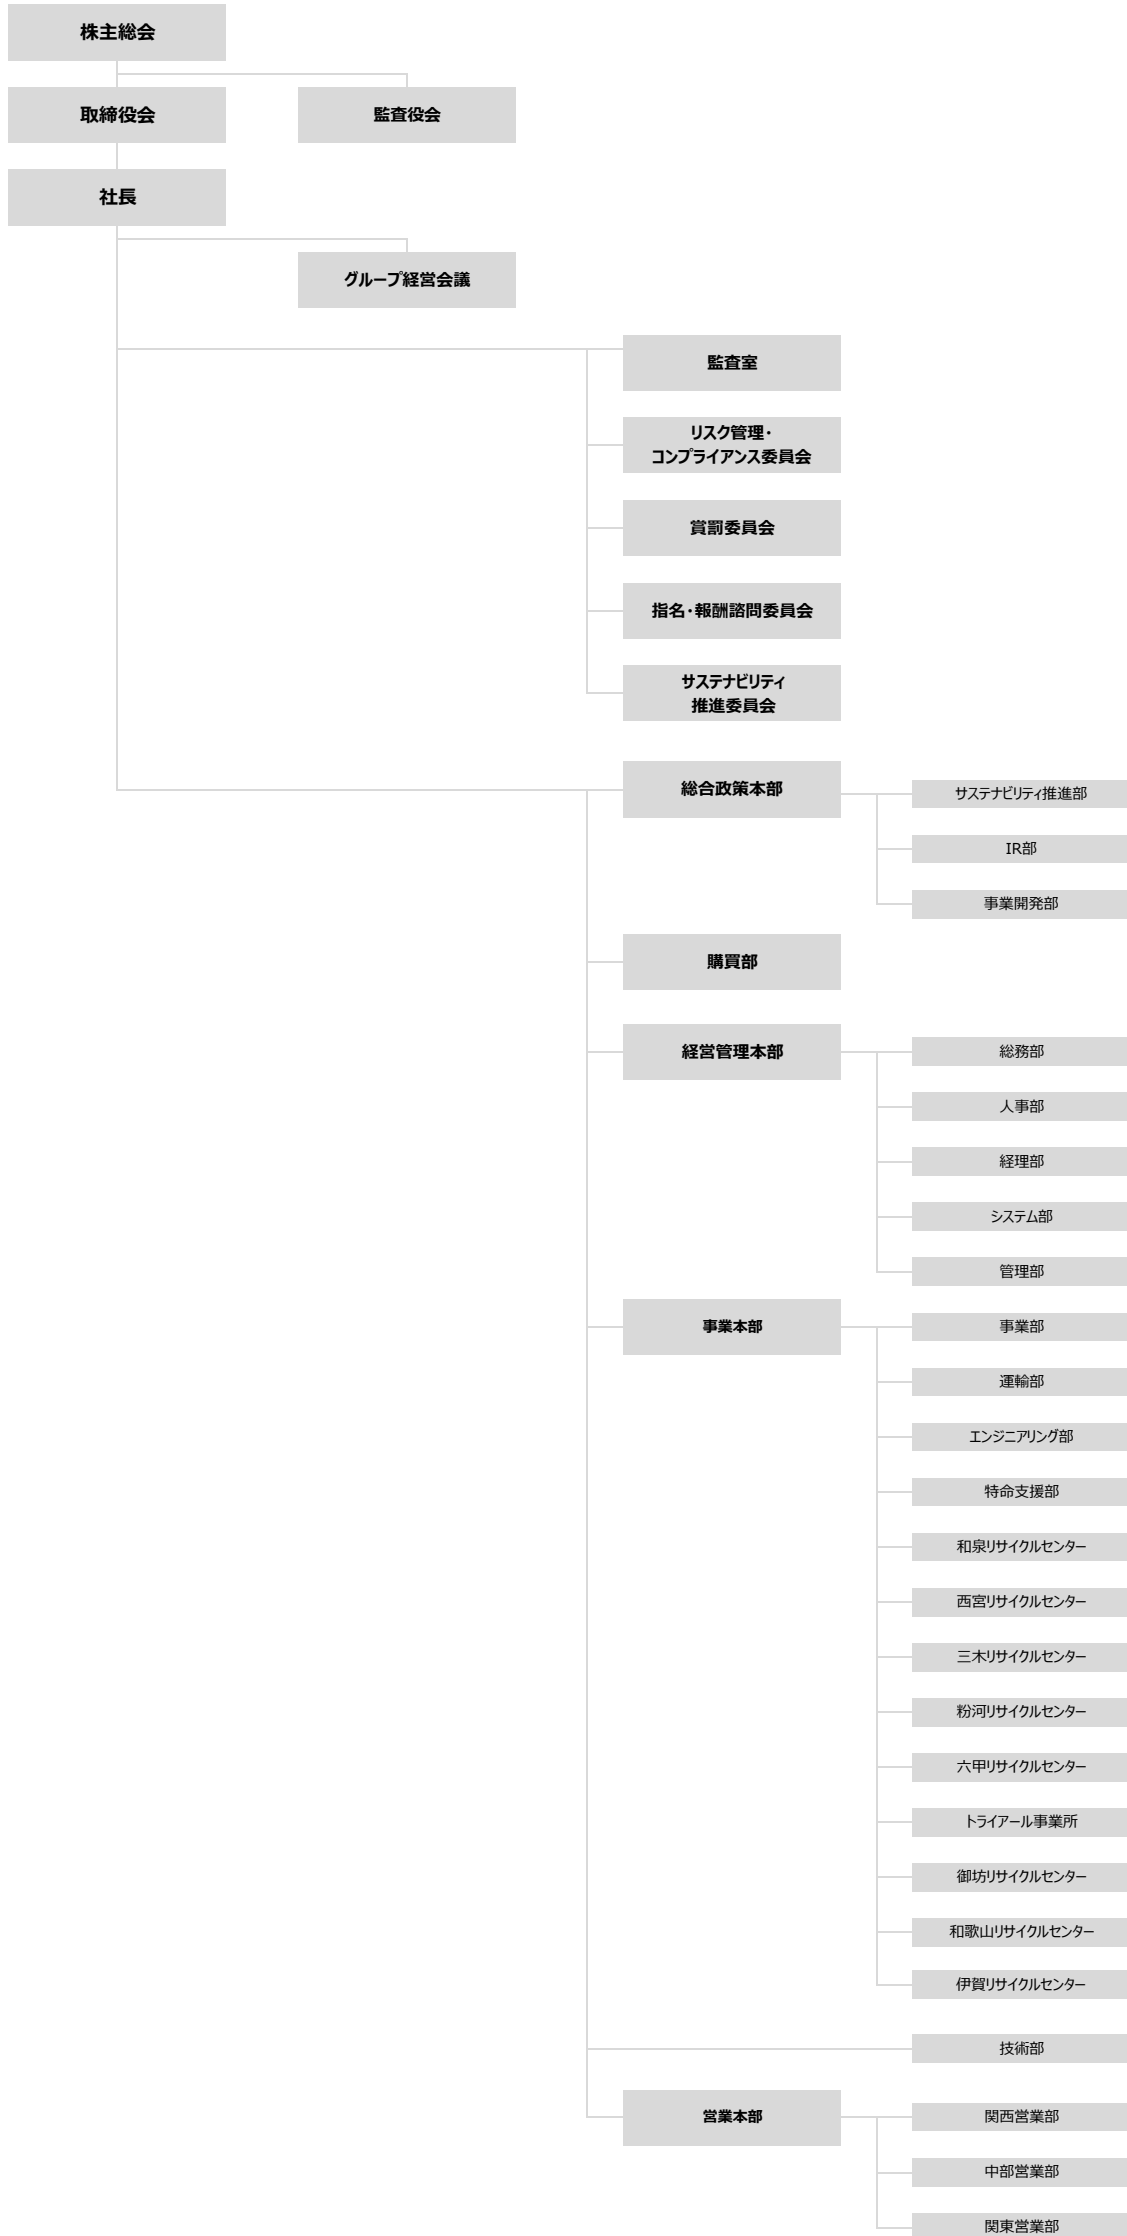 株主総会
取締役会
監査役会
社長
グループ経営会議
監査室
リスク管理・
コンプライアンス委員会
賞罰委員会
指名・報酬諮問委員会
サステナビリティ
推進委員会
総合政策本部
サステナビリティ推進部
IR部
事業開発部
購買部
経営管理本部
総務部
人事部
経理部
システム部
管理部
事業本部
事業部
運輸部
エンジニアリング部
特命支援部
和泉リサイクルセンター
西宮リサイクルセンター
三木リサイクルセンター
粉河リサイクルセンター
六甲リサイクルセンター
トライアール事業所
御坊リサイクルセンター
和歌山リサイクルセンター
伊賀リサイクルセンター
技術部
営業本部
関西営業部
中部営業部
関東営業部